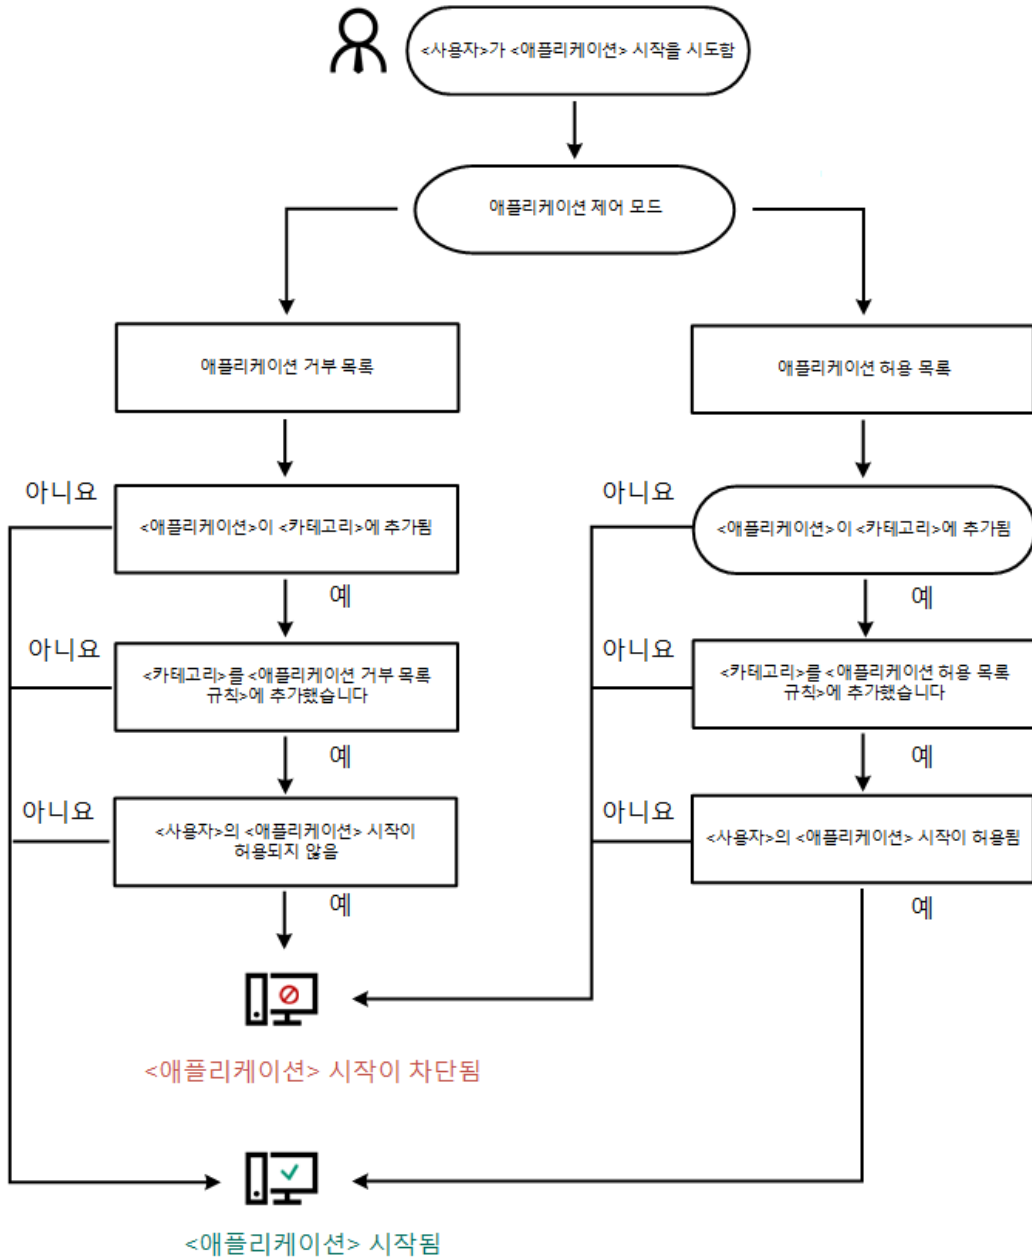 <사용자>가 <애플리케이션> 시작을 시도함
애플리케이션 제어 모드
애플리케이션 거부 목록
애플리케이션 허용 목록
아니요
<애플리케이션>이 <카테고리>에 추가됨
아니요
<애플리케이션>이 <카테고리>에 추가됨
예
예
아니요
<카테고리>를 <애플리케이션 거부 목록
규칙>에 추가했습니다
아니요
<카테고리>를 <애플리케이션 허용 목록
규칙>에 추가했습니다
예
예
아니요
<사용자>의 <애플리케이션> 시작이
허용되지 않음
아니요
<사용자>의 <애플리케이션> 시작이 허용됨
예
예
<애플리케이션> 시작이 차단됨
<애플리케이션> 시작됨